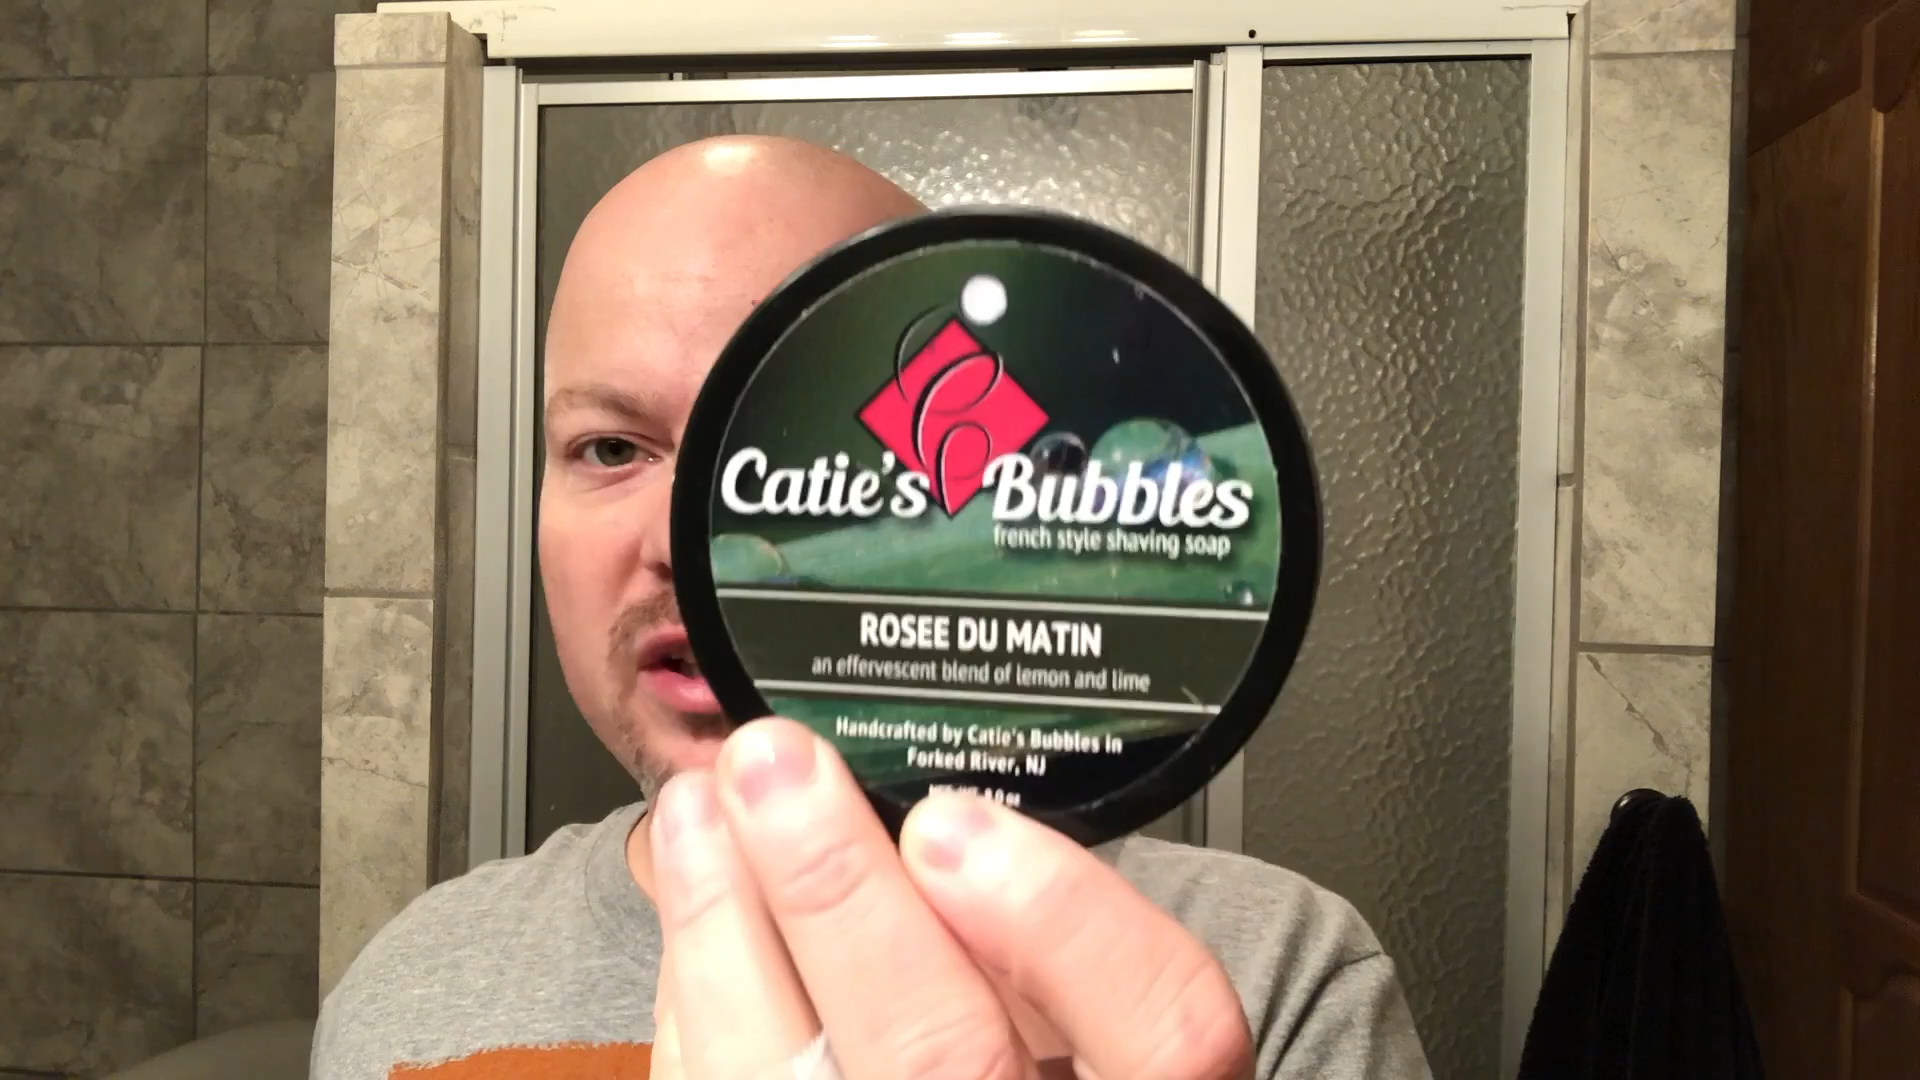 Catie's Bubbles
french style shaving soap
ROSEE DU MATIN
an effervescent blend of lemon and lime
Handcrafted by Catie's Bubbles in
Forked River, NJ